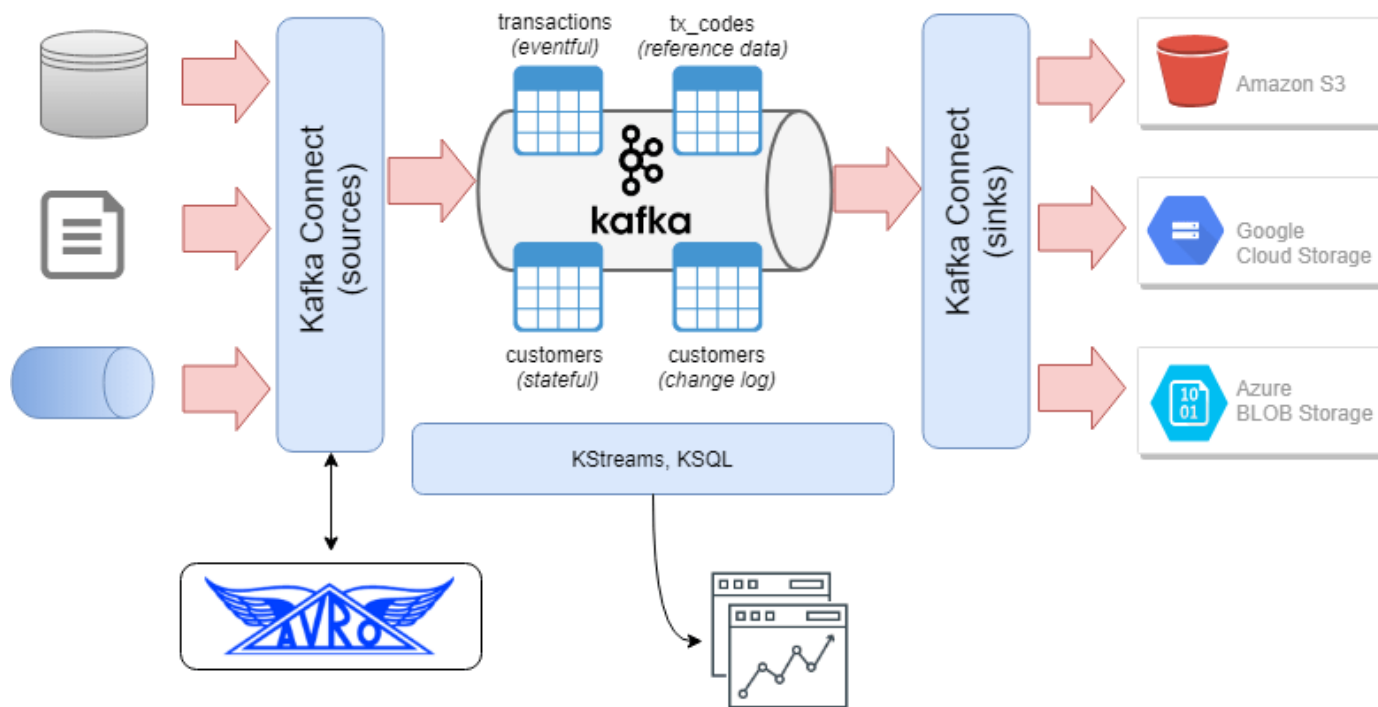 transactions
(eventful)
tx_codes
(reference data)
Kafka Connect
(sources)
kafka
Kafka Connect
(sinks)
Amazon S3
Google
Cloud Storage
10
01
Azure
BLOB Storage
customers
(stateful)
customers
(change log)
KStreams, KSQL
AVRO